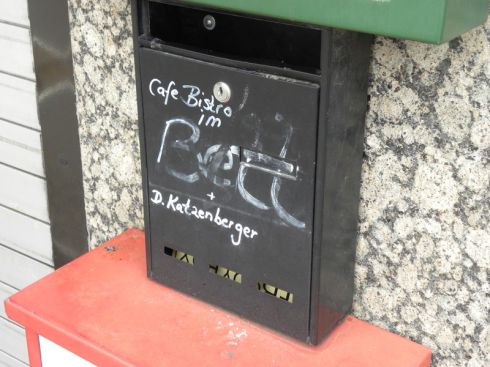 Cafe Bistro
im
Bett
+
D. Katzenberger